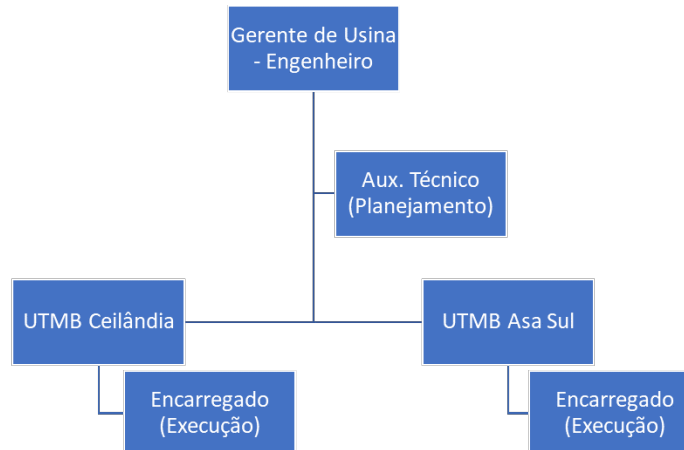 Gerente de Usina
- Engenheiro
Aux. Técnico
(Planejamento)
UTMB Ceilândia
UTMB Asa Sul
Encarregado
(Execução)
Encarregado
(Execução)